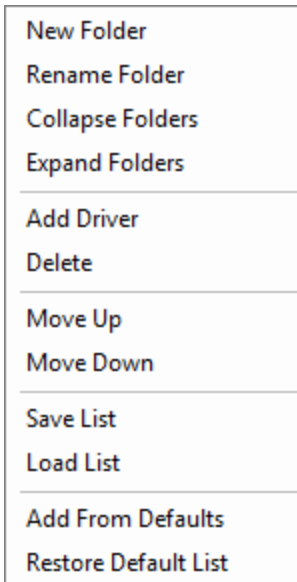 New Folder
Rename Folder
Collapse Folders
Expand Folders
Add Driver
Delete
Move Up
Move Down
Save List
Load List
Add From Defaults
Restore Default List